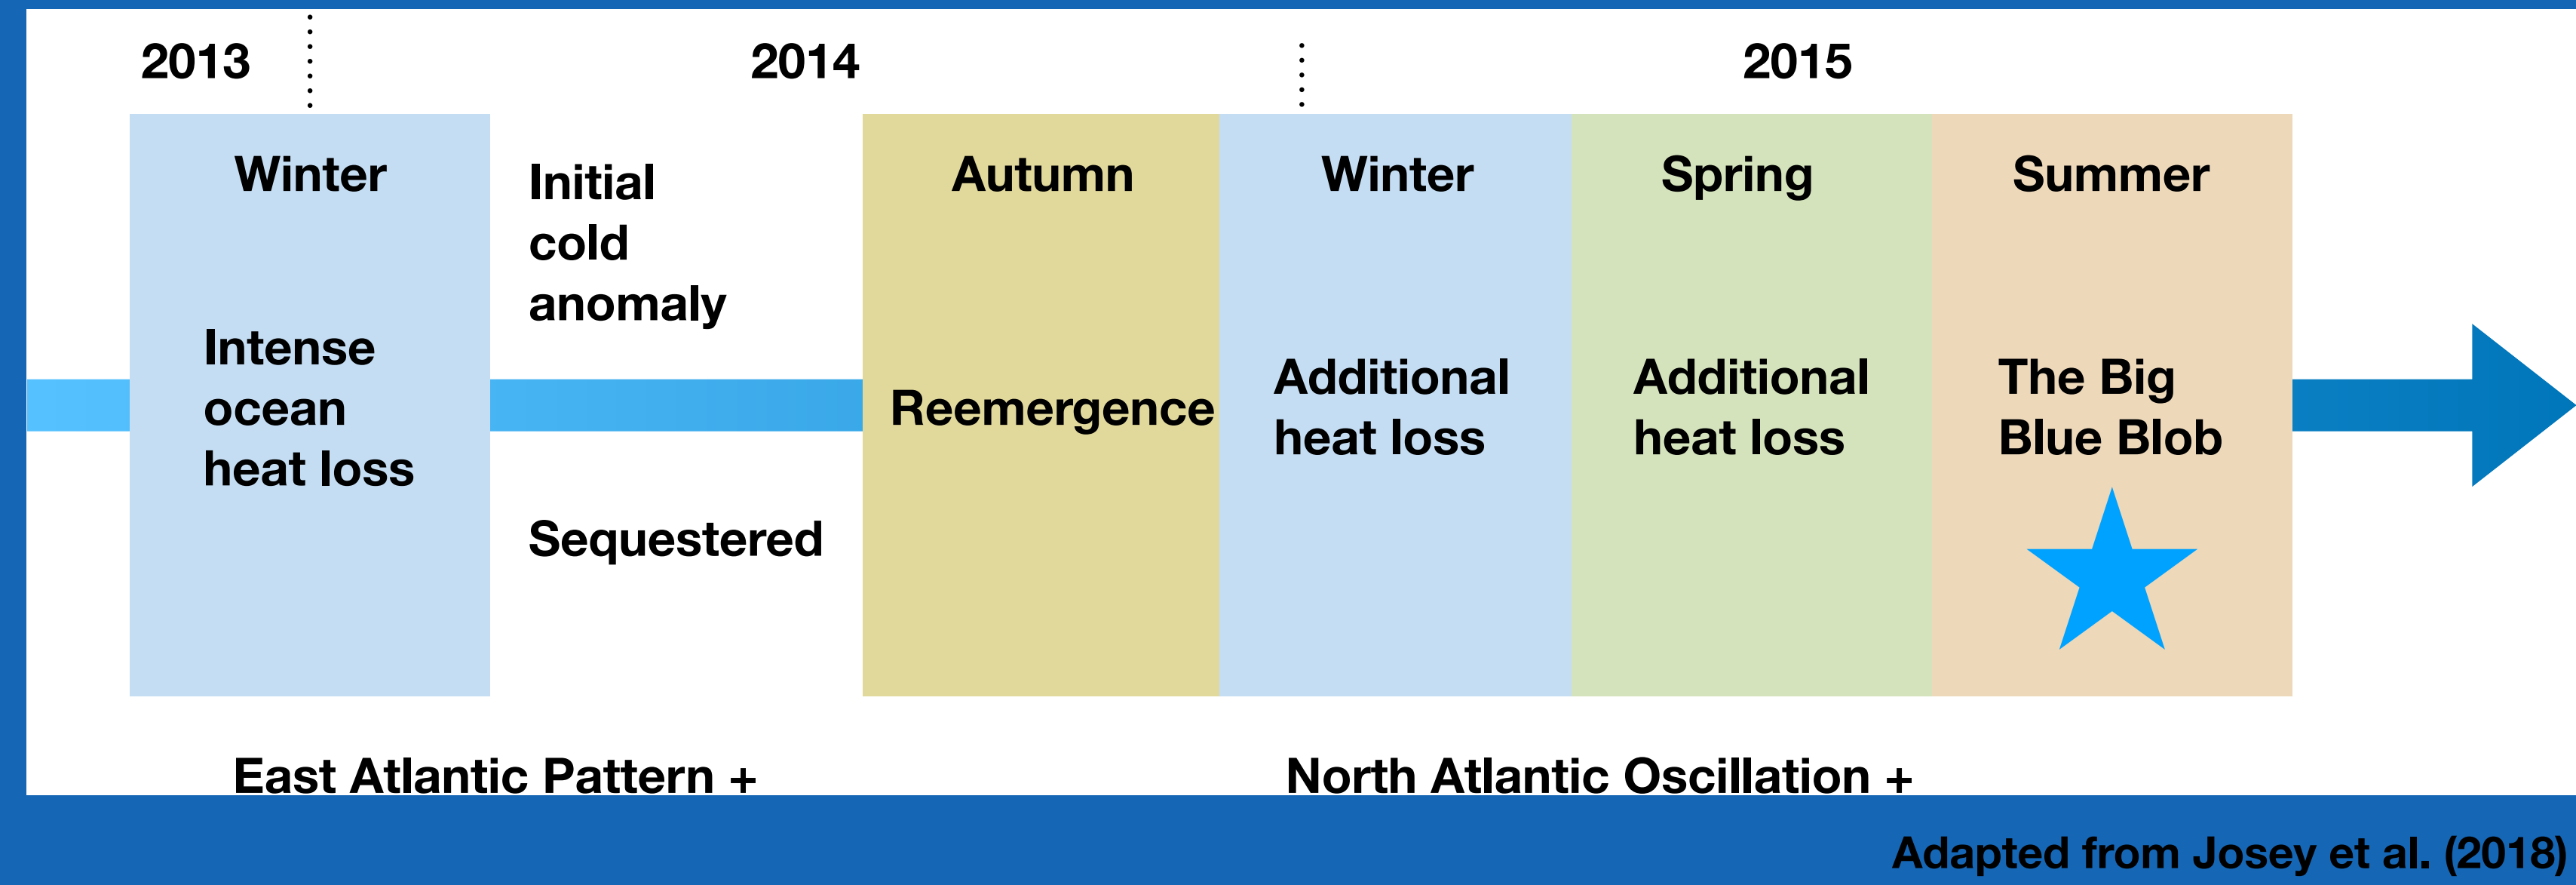 2013
2014
2015
Winter
Intense
ocean
heat loss
Initial
cold
anomaly
Sequestered
Autumn
Reemergence
Winter
Additional
heat loss
Spring
Additional
heat loss
Summer
The Big
Blue Blob
East Atlantic Pattern +
North Atlantic Oscillation +
Adapted from Josey et al. (2018)